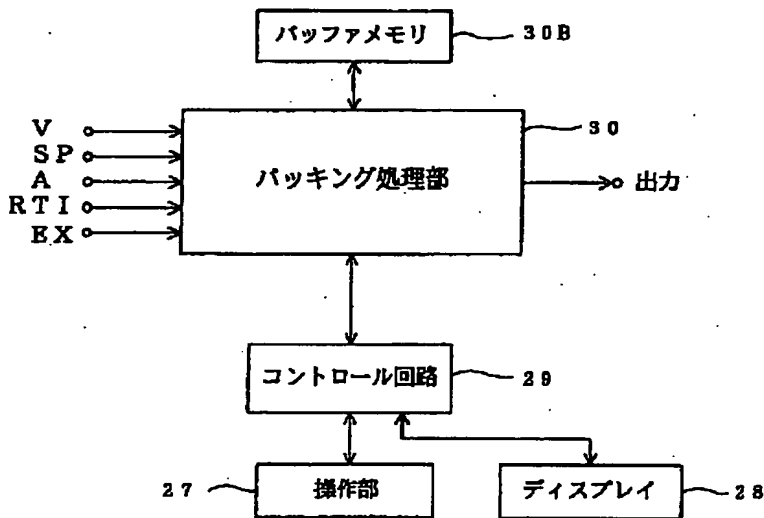 バッファメモリ
30B
V
SP
A
RTI
EX
パッキング処理部
30
出力
コントロール回路
29
27
操作部
ディスプレイ
28